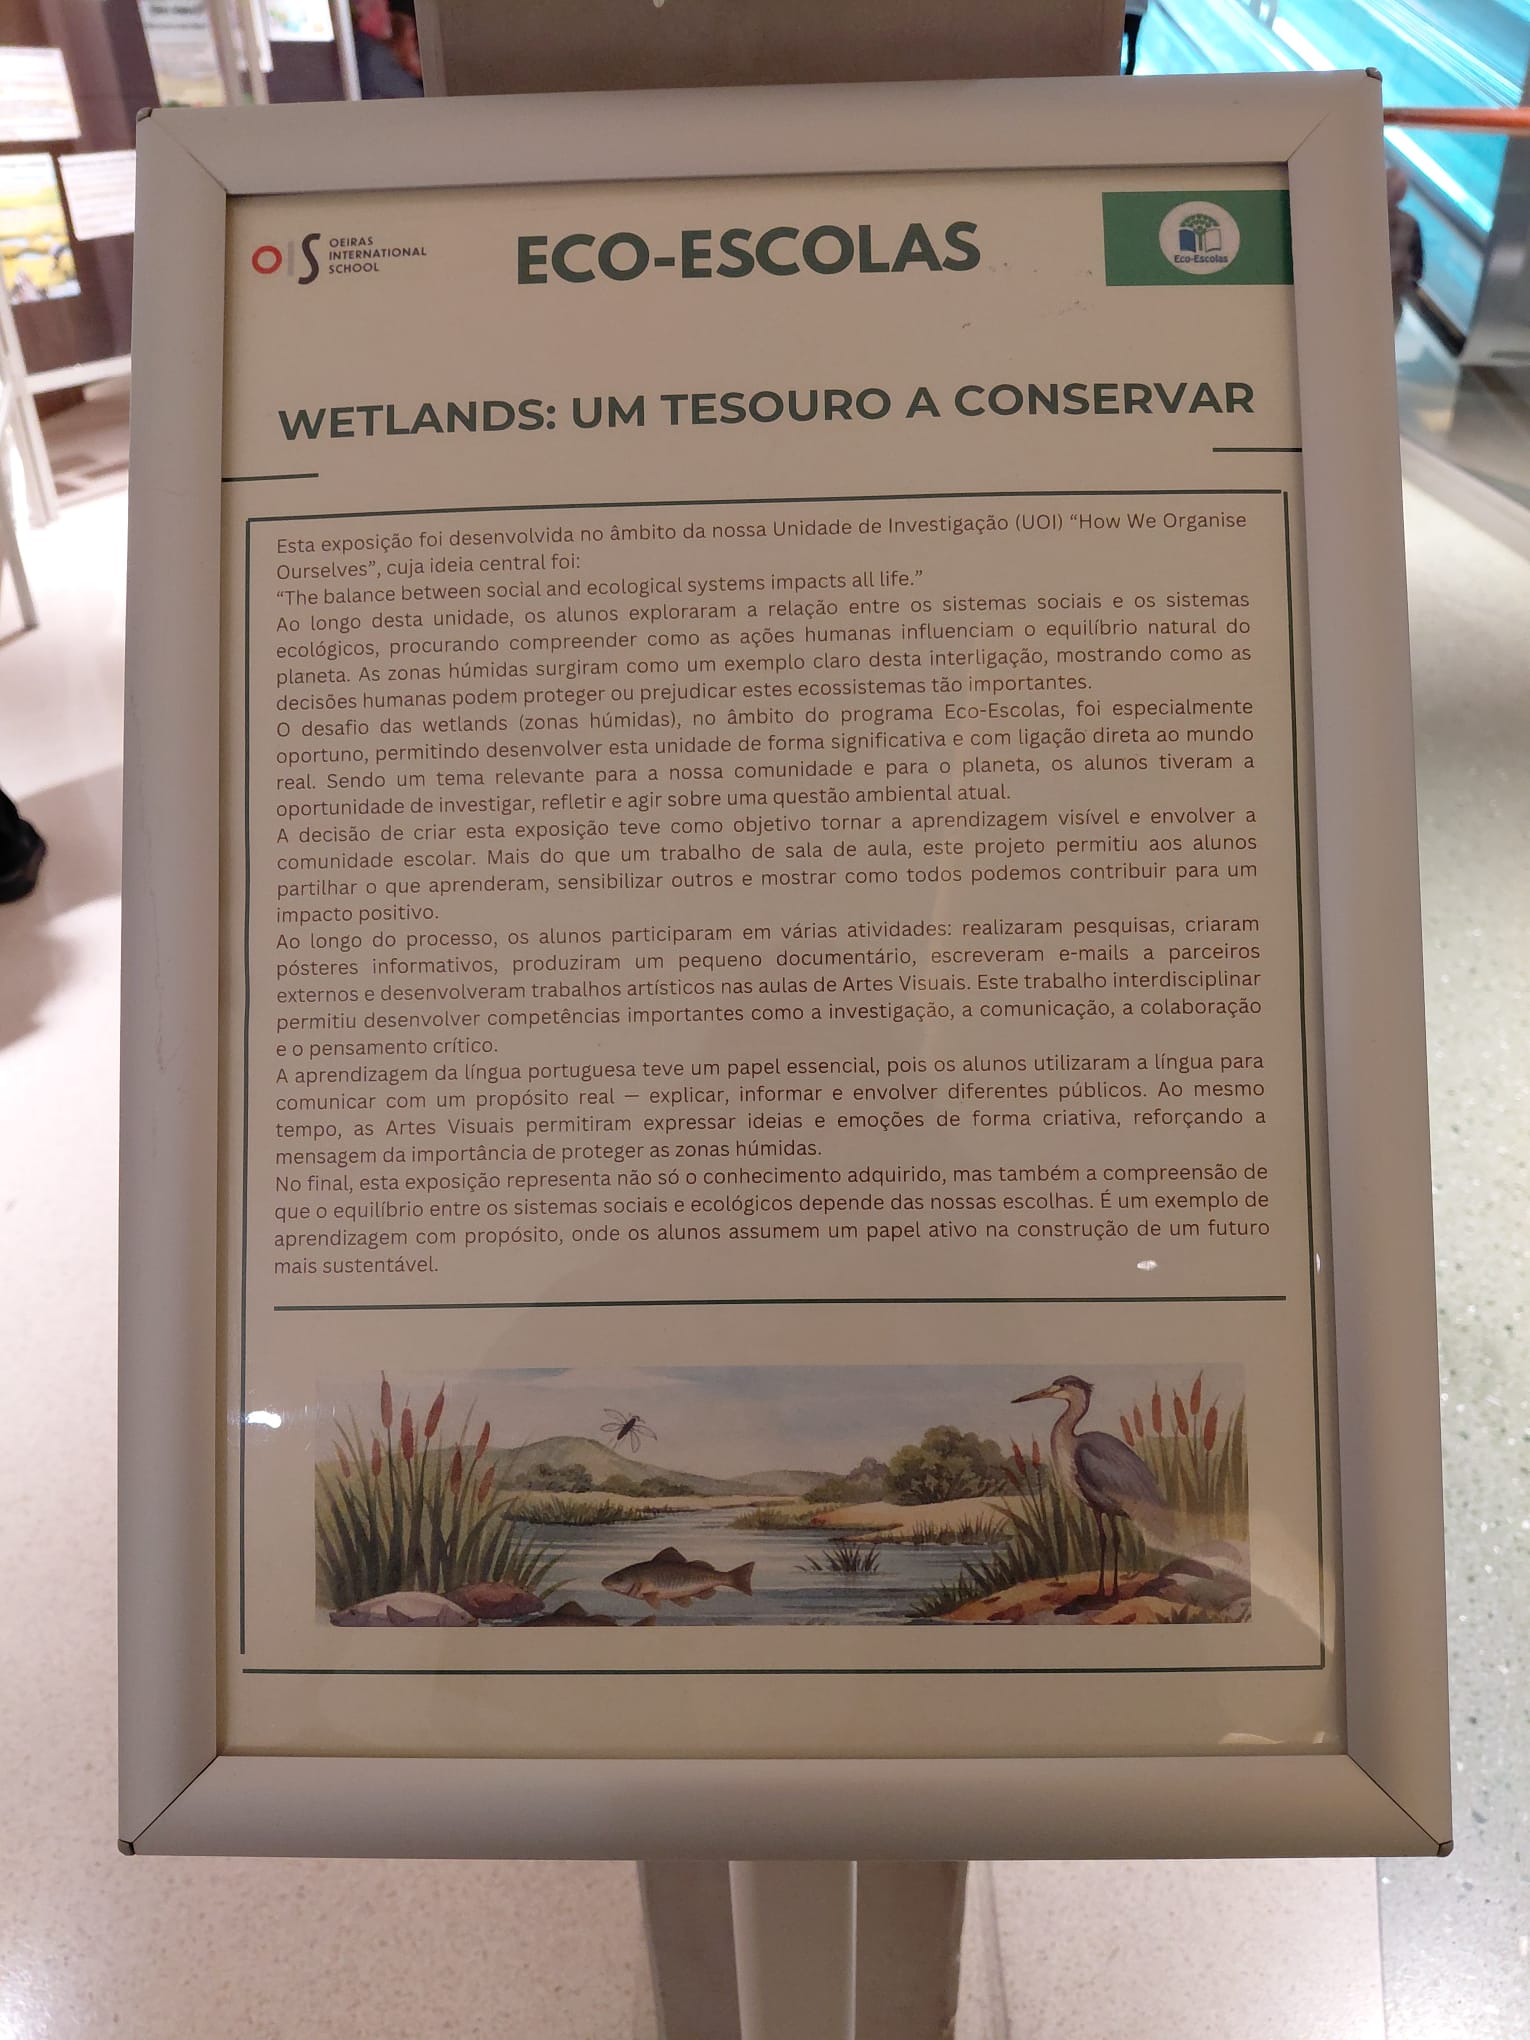 OIS OEIRAS
INTERNATIONAL
SCHOOL
ECO-ESCOLAS
Eco-Escolas
WETLANDS: UM TESOURO A CONSERVAR
Esta exposição foi desenvolvida no âmbito da nossa Unidade de Investigação (UOI) “How We Organise
Ourselves”, cuja ideia central foi:
“The balance between social and ecological systems impacts all life.”
Ao longo desta unidade, os alunos exploraram a relação entre os sistemas sociais e os sistemas
ecológicos, procurando compreender como as ações humanas influenciam o equilíbrio natural do
planeta. As zonas húmidas surgiram como um exemplo claro desta interligação, mostrando como as
decisões humanas podem proteger ou prejudicar estes ecossistemas tão importantes.
O desafio das wetlands (zonas húmidas), no âmbito do programa Eco-Escolas, foi especialmente
oportuno, permitindo desenvolver esta unidade de forma significativa e com ligação direta ao mundo
real. Sendo um tema relevante para a nossa comunidade e para o planeta, os alunos tiveram a
oportunidade de investigar, refletir e agir sobre uma questão ambiental atual.
A decisão de criar esta exposição teve como objetivo tornar a aprendizagem visível e envolver a
comunidade escolar. Mais do que um trabalho de sala de aula, este projeto permitiu aos alunos
partilhar o que aprenderam, sensibilizar outros e mostrar como todos podemos contribuir para um
impacto positivo.
Ao longo do processo, os alunos participaram em várias atividades: realizaram pesquisas, criaram
pósteres informativos, produziram um pequeno documentário, escreveram e-mails a parceiros
externos e desenvolveram trabalhos artísticos nas aulas de Artes Visuais. Este trabalho interdisciplinar
permitiu desenvolver competências importantes como a investigação, a comunicação, a colaboração
e o pensamento crítico.
A aprendizagem da língua portuguesa teve um papel essencial, pois os alunos utilizaram a língua para
comunicar com um propósito real — explicar, informar e envolver diferentes públicos. Ao mesmo
tempo, as Artes Visuais permitiram expressar ideias e emoções de forma criativa, reforçando a
mensagem da importância de proteger as zonas húmidas.
No final, esta exposição representa não só o conhecimento adquirido, mas também a compreensão de
que o equilíbrio entre os sistemas sociais e ecológicos depende das nossas escolhas. É um exemplo de
aprendizagem com propósito, onde os alunos assumem um papel ativo na construção de um futuro
mais sustentável.